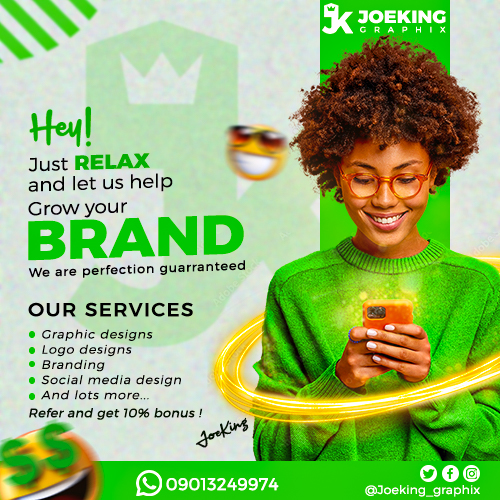 JK JOEKING
GRAPHIX
Hey!
Just RELAX
and let us help
Grow your
BRAND
We are perfection guarranteed
OUR SERVICES
Graphic designs
Logo designs
Branding
Social media design
And lots more...
Refer and get 10% bonus !
JoeKing
09013249974
@Joeking_graphix